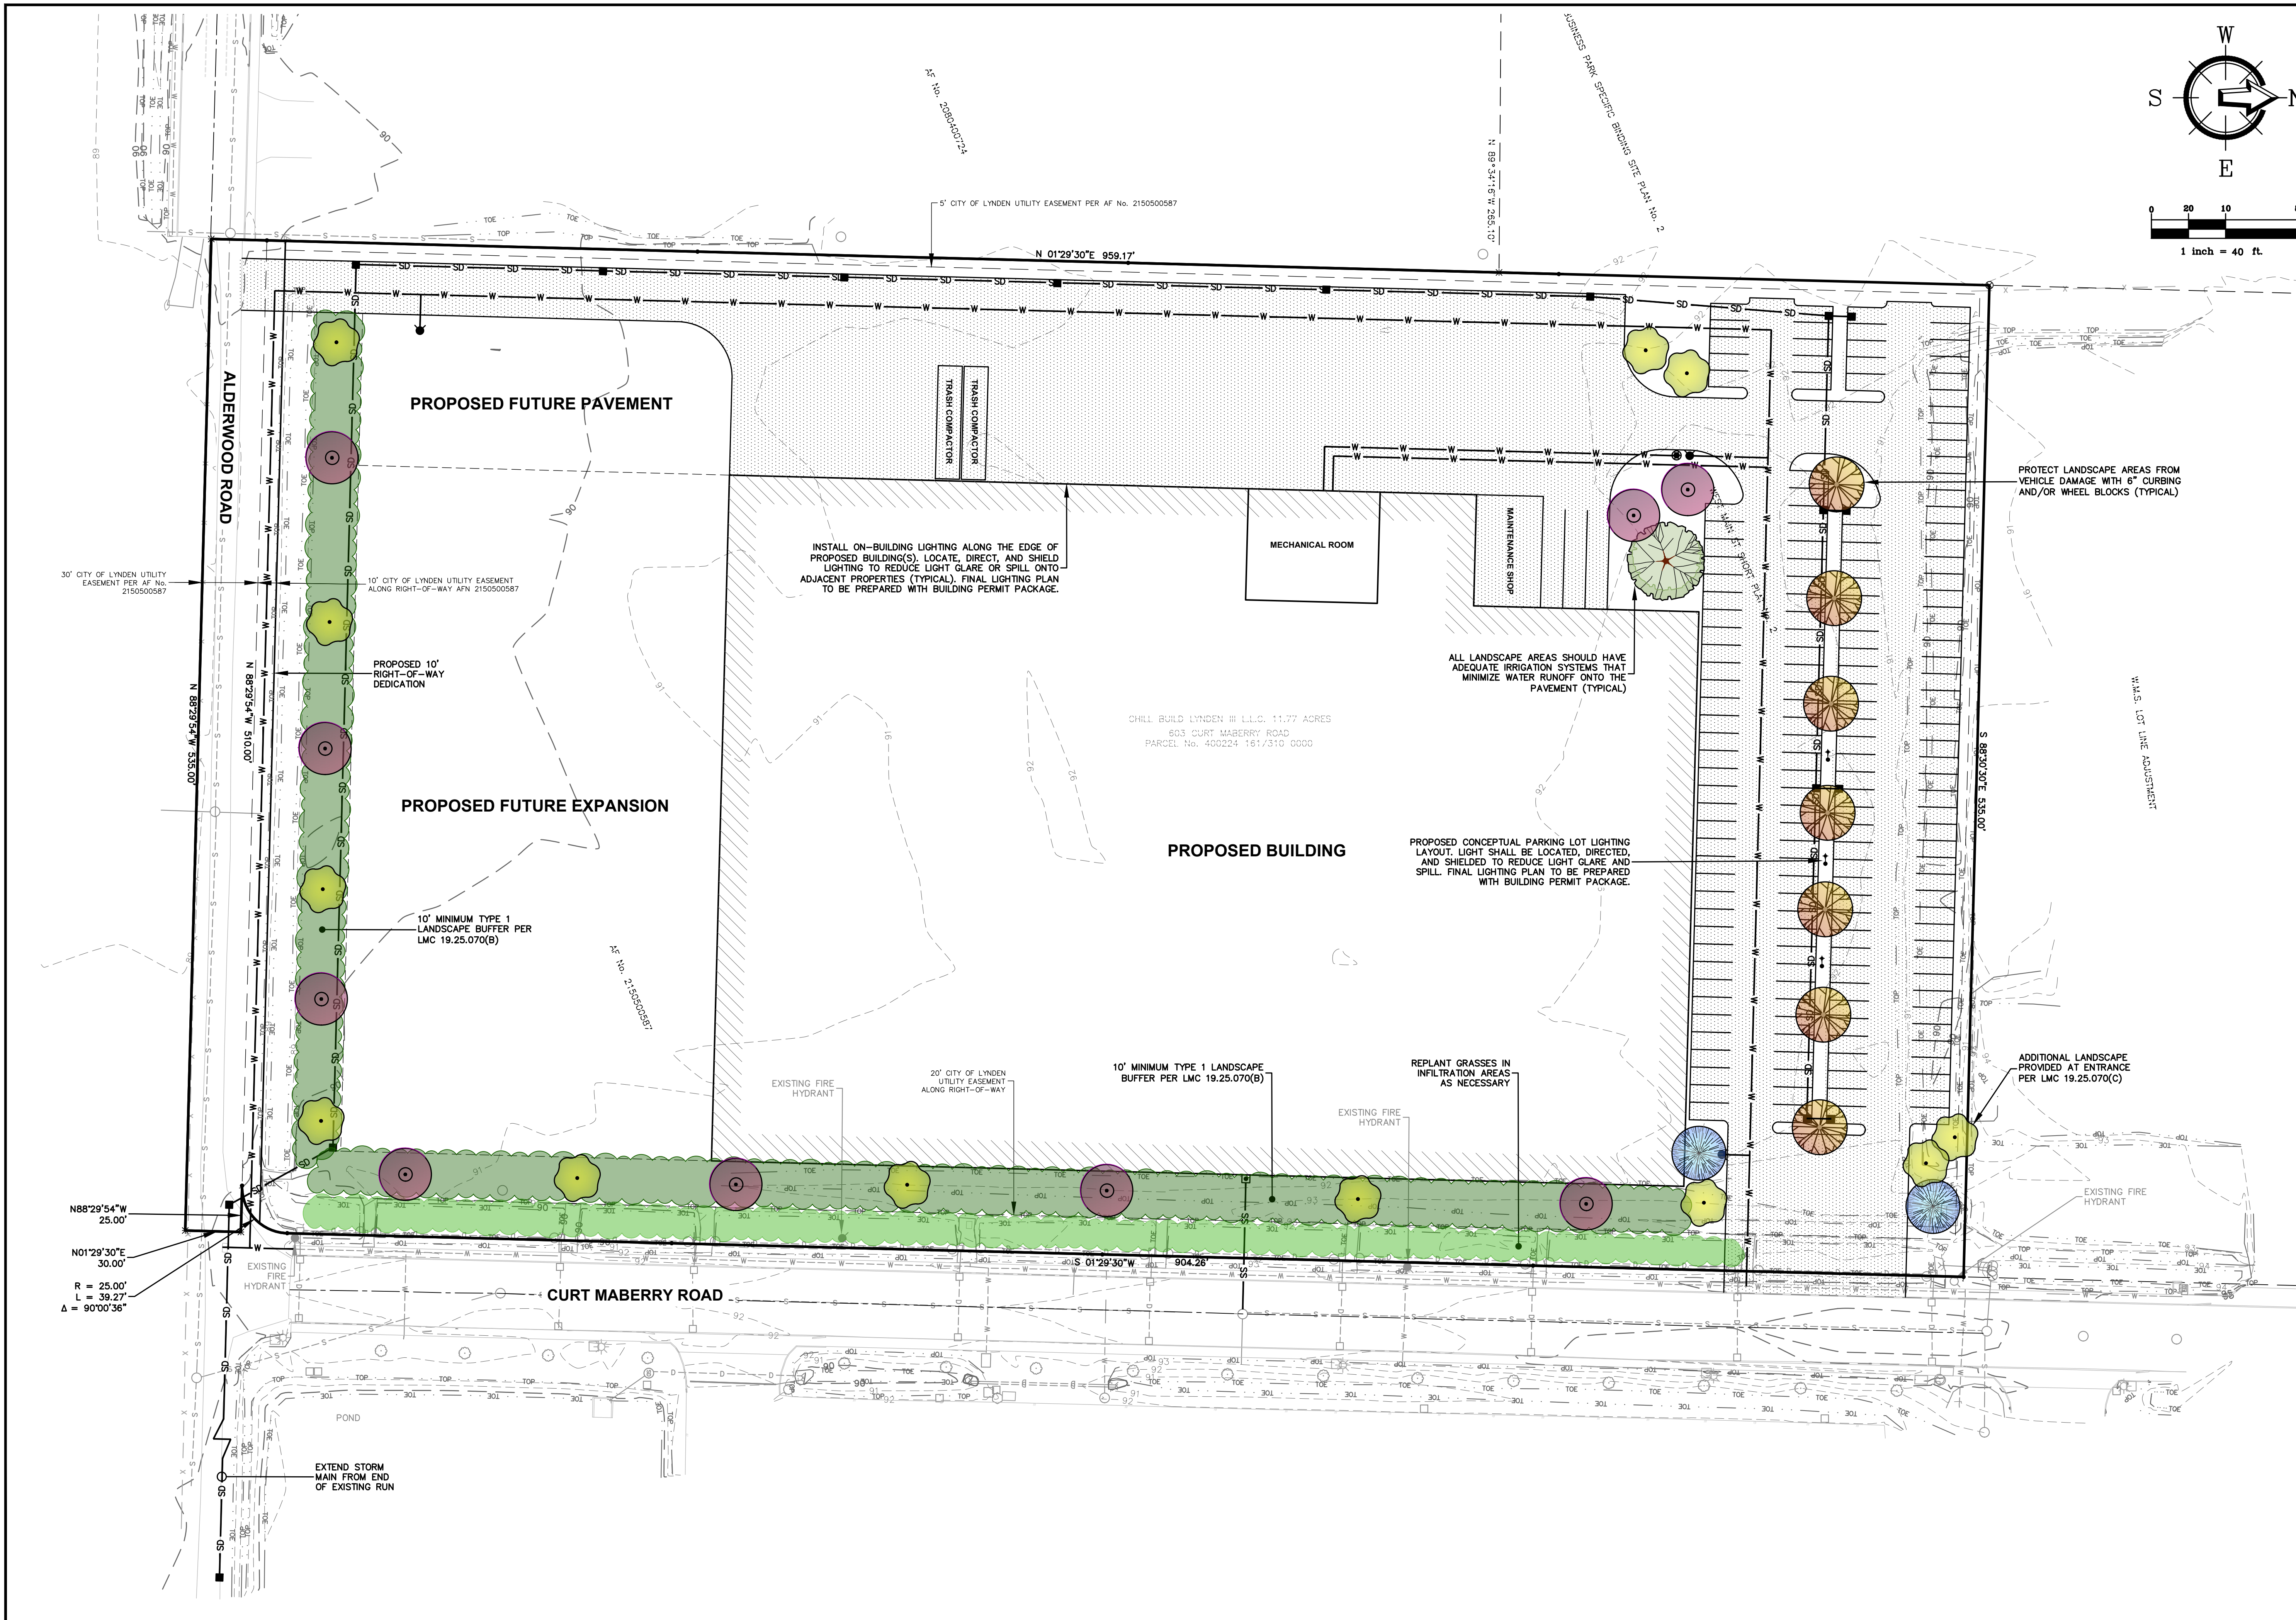 W
S
N
E
0 20 10
1 inch = 40 ft.
BUSINESS PARK SPECIFIC BINDING SITE PLAN No. 2
AF No. 2080400724
N 89°34'16"W 265.10'
5' CITY OF LYNDEN UTILITY EASEMENT PER AF No. 2150500587
N 01°29'30"E 959.17'
ALDERWOOD ROAD
PROPOSED FUTURE PAVEMENT
TRASH COMPACTOR
TRASH COMPACTOR
PROTECT LANDSCAPE AREAS FROM
VEHICLE DAMAGE WITH 6" CURBING
AND/OR WHEEL BLOCKS (TYPICAL)
INSTALL ON-BUILDING LIGHTING ALONG THE EDGE OF
PROPOSED BUILDING(S). LOCATE, DIRECT, AND SHIELD
LIGHTING TO REDUCE LIGHT GLARE OR SPILL ONTO
ADJACENT PROPERTIES (TYPICAL). FINAL LIGHTING PLAN
TO BE PREPARED WITH BUILDING PERMIT PACKAGE.
MECHANICAL ROOM
MAINTENANCE SHOP
WEST MAIN ST SHORT PLAT
30' CITY OF LYNDEN UTILITY
EASEMENT PER AF No.
2150500587
10' CITY OF LYNDEN UTILITY EASEMENT
ALONG RIGHT-OF-WAY AFN 2150500587
PROPOSED 10'
RIGHT-OF-WAY
DEDICATION
N 88°29'54"W 535.00'
N 88°29'54"W 510.00'
ALL LANDSCAPE AREAS SHOULD HAVE
ADEQUATE IRRIGATION SYSTEMS THAT
MINIMIZE WATER RUNOFF ONTO THE
PAVEMENT (TYPICAL)
CHILL BUILD LYNDEN III L.L.C. 11.77 ACRES
603 CURT MABERRY ROAD
PARCEL No. 400224 161/310 0000
W.M.S. LOT LINE ADJUSTMENT
S 88°30'30"E 535.00'
PROPOSED FUTURE EXPANSION
PROPOSED BUILDING
PROPOSED CONCEPTUAL PARKING LOT LIGHTING
LAYOUT. LIGHT SHALL BE LOCATED, DIRECTED,
AND SHIELDED TO REDUCE LIGHT GLARE AND
SPILL. FINAL LIGHTING PLAN TO BE PREPARED
WITH BUILDING PERMIT PACKAGE.
10' MINIMUM TYPE 1
LANDSCAPE BUFFER PER
LMC 19.25.070(B)
AF No. 2150500587
EXISTING FIRE
HYDRANT
20' CITY OF LYNDEN
UTILITY EASEMENT
ALONG RIGHT-OF-WAY
10' MINIMUM TYPE 1 LANDSCAPE
BUFFER PER LMC 19.25.070(B)
EXISTING FIRE
HYDRANT
REPLANT GRASSES IN
INFILTRATION AREAS
AS NECESSARY
ADDITIONAL LANDSCAPE
PROVIDED AT ENTRANCE
PER LMC 19.25.070(C)
EXISTING FIRE
HYDRANT
N88°29'54"W
25.00'
N01°29'30"E
30.00'
R = 25.00'
L = 39.27'
Δ = 90°00'36"
EXISTING
FIRE
HYDRANT
S 01°29'30"W 904.26'
CURT MABERRY ROAD
POND
EXTEND STORM
MAIN FROM END
OF EXISTING RUN